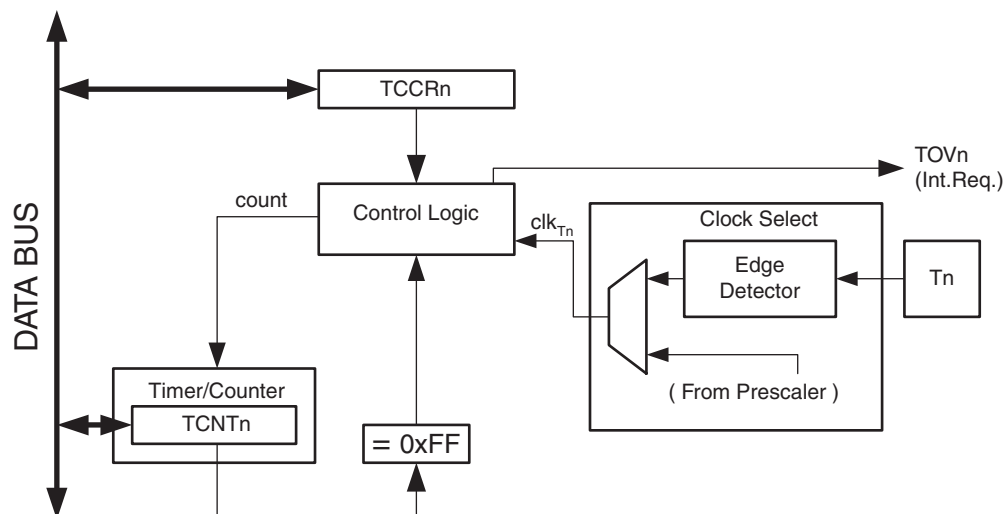 TCCRn
TOVn
(Int.Req.)
count
Control Logic
clkTn
Clock Select
Edge
Detector
Tn
DATA BUS
Timer/Counter
TCNTn
= 0xFF
( From Prescaler )